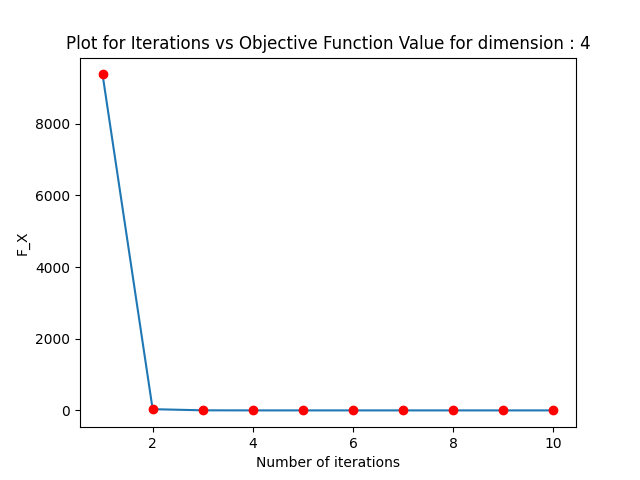 Plot for Iterations vs Objective Function Value for dimension : 4
F_X
8000
6000
4000
2000
0
2 4 6 8 10
Number of iterations